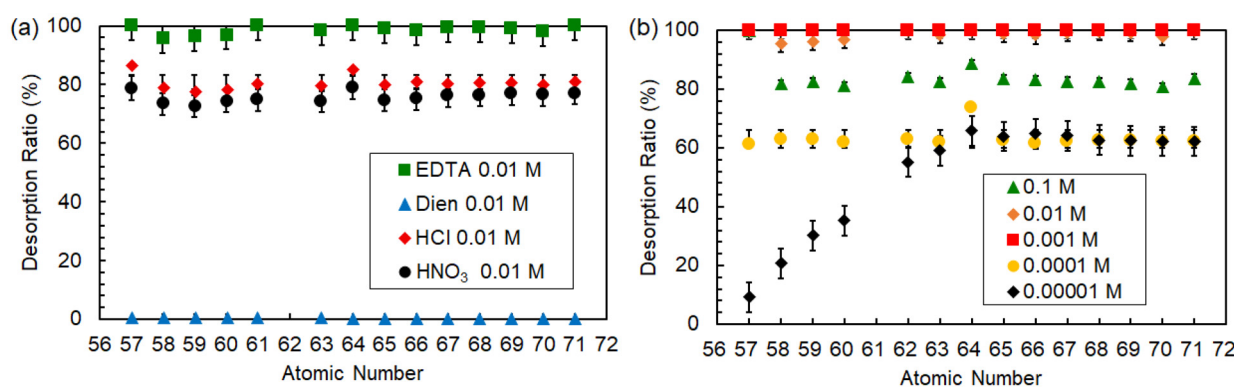 (a)
Desorption Ratio (%)
100
80
60
40
20
0
EDTA 0.01 M
Dien 0.01 M
HCl 0.01 M
HNO₃ 0.01 M
56 57 58 59 60 61 62 63 64 65 66 67 68 69 70 71 72
Atomic Number
(b)
Desorption Ratio (%)
100
80
60
40
20
0
0.1 M
0.01 M
0.001 M
0.0001 M
0.00001 M
56 57 58 59 60 61 62 63 64 65 66 67 68 69 70 71 72
Atomic Number